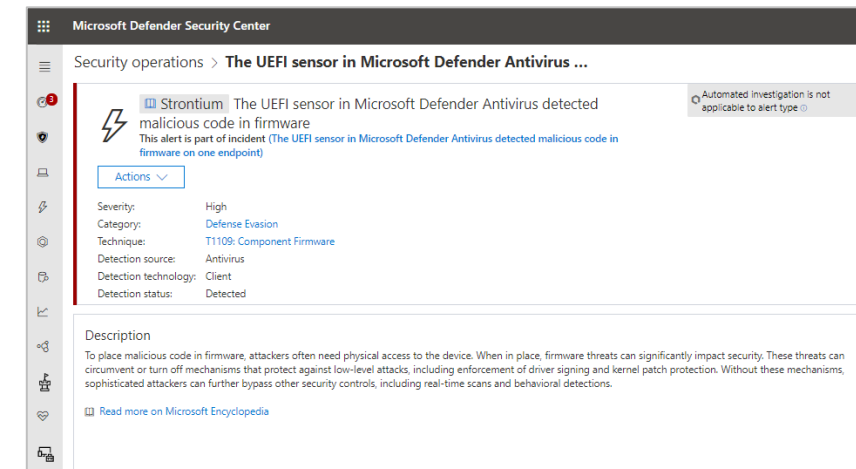 Microsoft Defender Security Center
Security operations > The UEFI sensor in Microsoft Defender Antivirus ...
3
Strontium The UEFI sensor in Microsoft Defender Antivirus detected
malicious code in firmware
This alert is part of incident (The UEFI sensor in Microsoft Defender Antivirus detected malicious code in
firmware on one endpoint)
Automated investigation is not
applicable to alert type
Actions
Severity: High
Category: Defense Evasion
Technique: T1109: Component Firmware
Detection source: Antivirus
Detection technology: Client
Detection status: Detected
Description
To place malicious code in firmware, attackers often need physical access to the device. When in place, firmware threats can significantly impact security. These threats can
circumvent or turn off mechanisms that protect against low-level attacks, including enforcement of driver signing and kernel patch protection. Without these mechanisms,
sophisticated attackers can further bypass other security controls, including real-time scans and behavioral detections.
Read more on Microsoft Encyclopedia